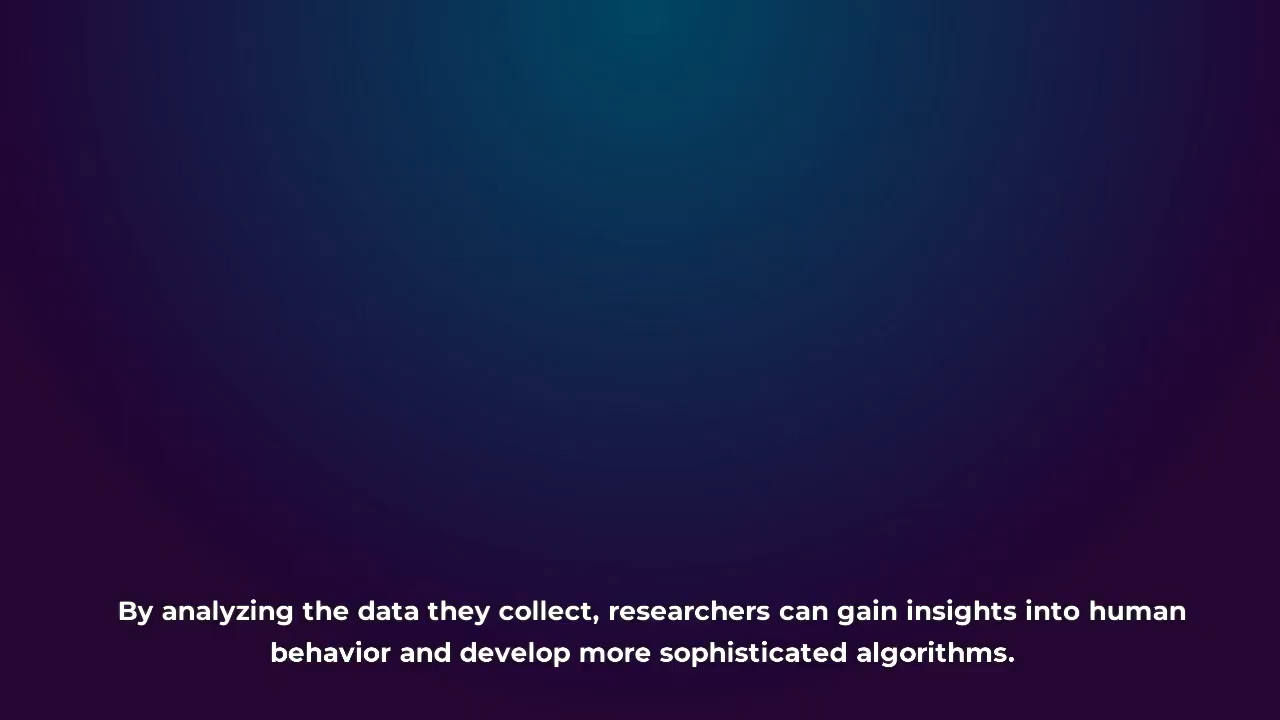 By analyzing the data they collect, researchers can gain insights into human
behavior and develop more sophisticated algorithms.